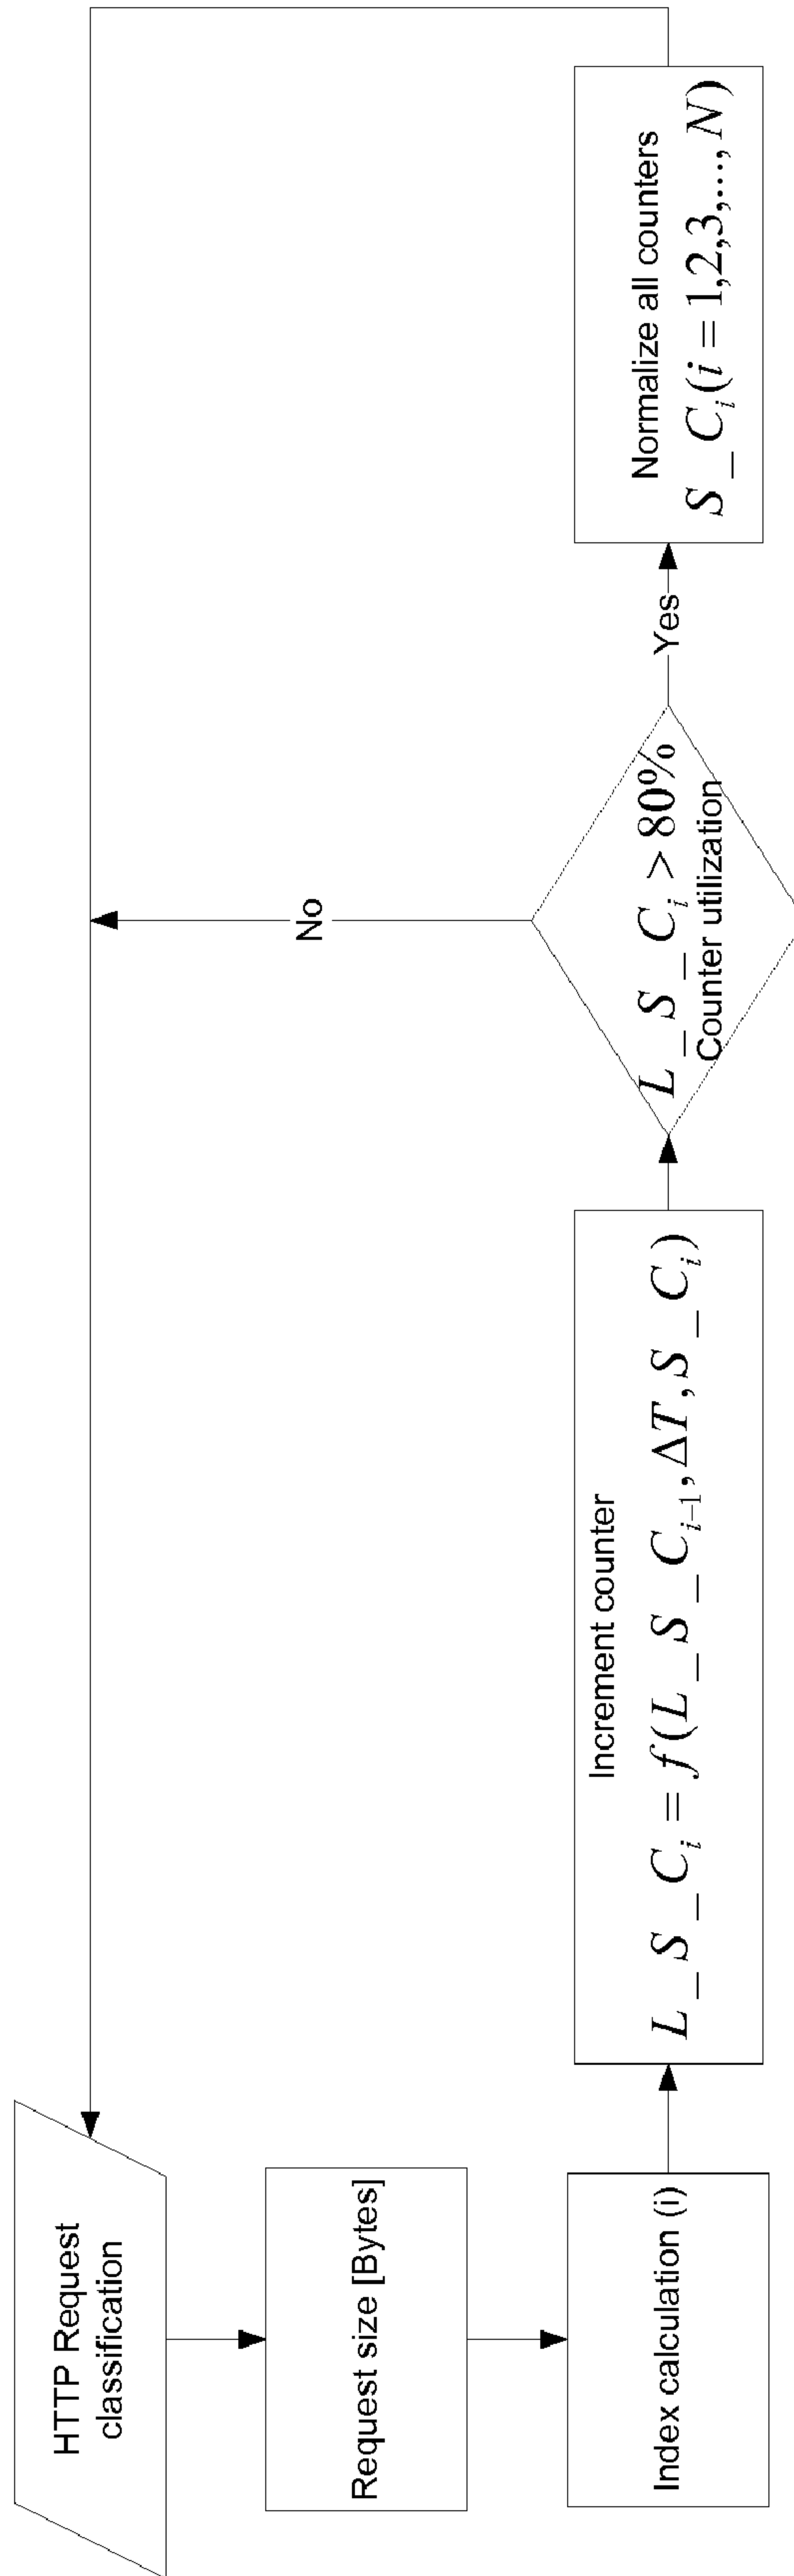 HTTP Request
classification
Request size [Bytes]
Index calculation (i)
Increment counter
L_S_C_i = f(L_S_C_{i-1}, ΔT, S_C_i)
L_S_C_i > 80%
Counter utilization
No
Yes
Normalize all counters
S_C_i(i = 1,2,3,...., N)